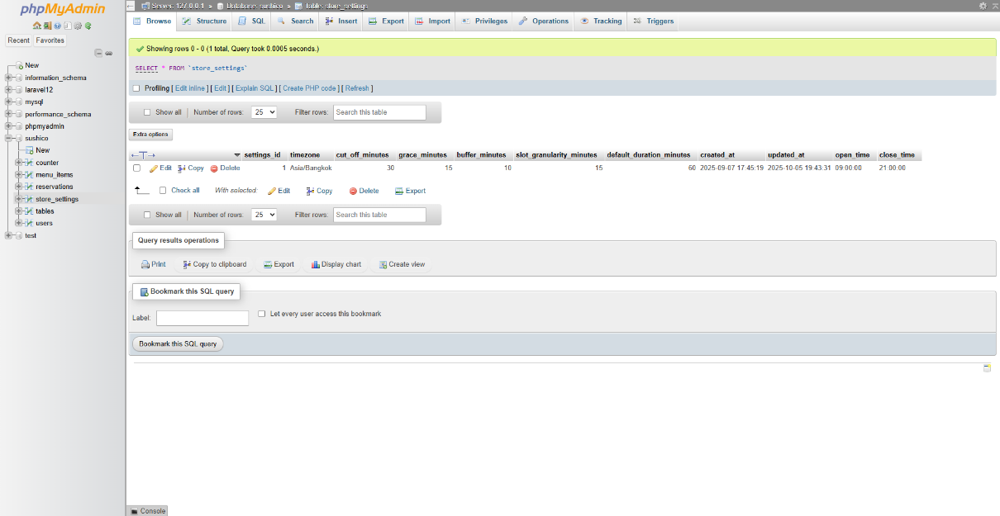 phpMyAdmin
Recent
Favorites
New
information_schema
laravel12
mysql
performance_schema
phpmyadmin
sushico
New
counter
menu_items
reservations
store_settings
tables
users
test
Server: 127.0.0.1 » Database: sushico » Table: store_settings
Browse Structure SQL Search Insert Export Import Privileges Operations Tracking Triggers
Showing rows 0 - 0 (1 total, Query took 0.0005 seconds.)
SELECT * FROM `store_settings`
Profiling [ Edit inline ] [ Edit ] [ Explain SQL ] [ Create PHP code ] [ Refresh ]
Show all Number of rows: 25 Filter rows: Search this table
Extra options
←T→ settings_id timezone cut_off_minutes grace_minutes buffer_minutes slot_granularity_minutes default_duration_minutes created_at updated_at open_time close_time
Edit Copy Delete 1 Asia/Bangkok 30 15 10 15 60 2025-09-07 17:45:19 2025-10-05 19:43:31 09:00:00 21:00:00
Check all With selected: Edit Copy Delete Export
Show all Number of rows: 25 Filter rows: Search this table
Query results operations
Print Copy to clipboard Export Display chart Create view
Bookmark this SQL query
Label: Let every user access this bookmark
Bookmark this SQL query
Console